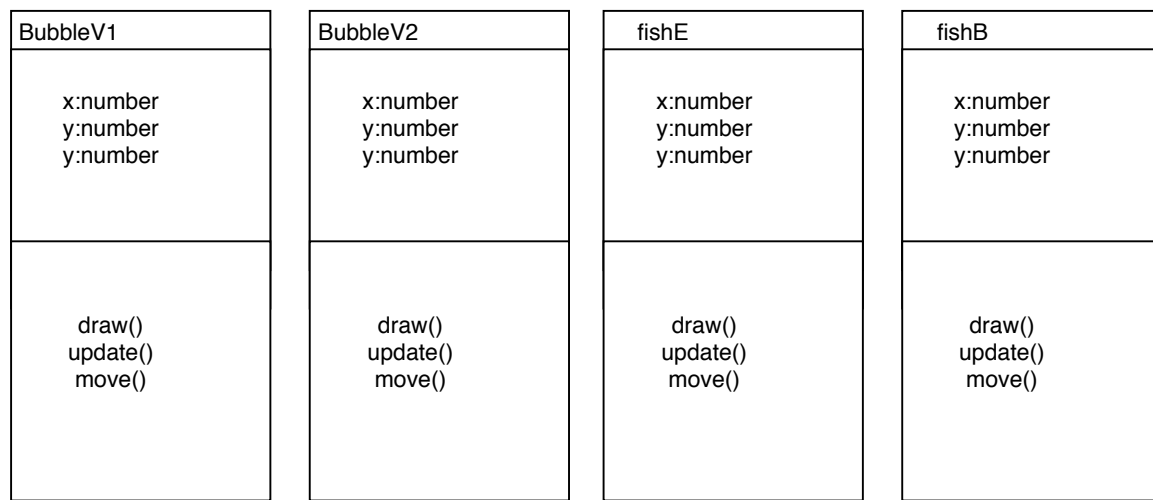 BubbleV1
x:number
y:number
y:number
draw()
update()
move()
BubbleV2
x:number
y:number
y:number
draw()
update()
move()
fishE
x:number
y:number
y:number
draw()
update()
move()
fishB
x:number
y:number
y:number
draw()
update()
move()